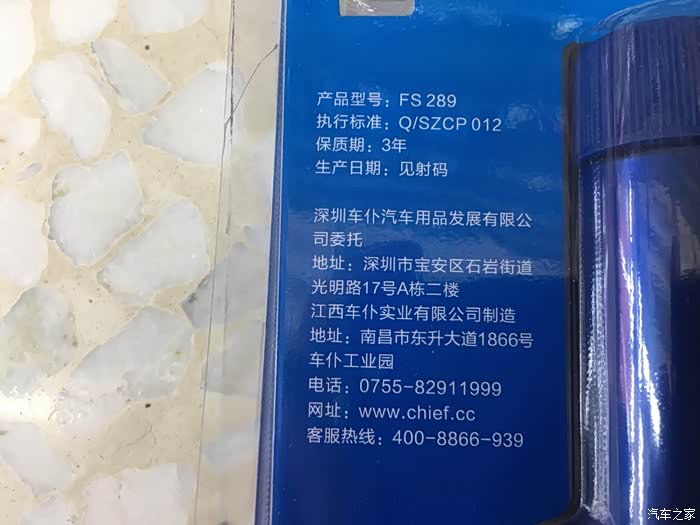 产品型号：FS 289
执行标准：Q/SZCP 012
保质期：3年
生产日期：见射码
深圳车仆汽车用品发展有限公
司委托
地址：深圳市宝安区石岩街道
光明路17号A栋二楼
江西车仆实业有限公司制造
地址：南昌市东升大道1866号
车仆工业园
电话：0755-82911999
网址：www.chief.cc
客服热线：400-8866-939
汽车之家